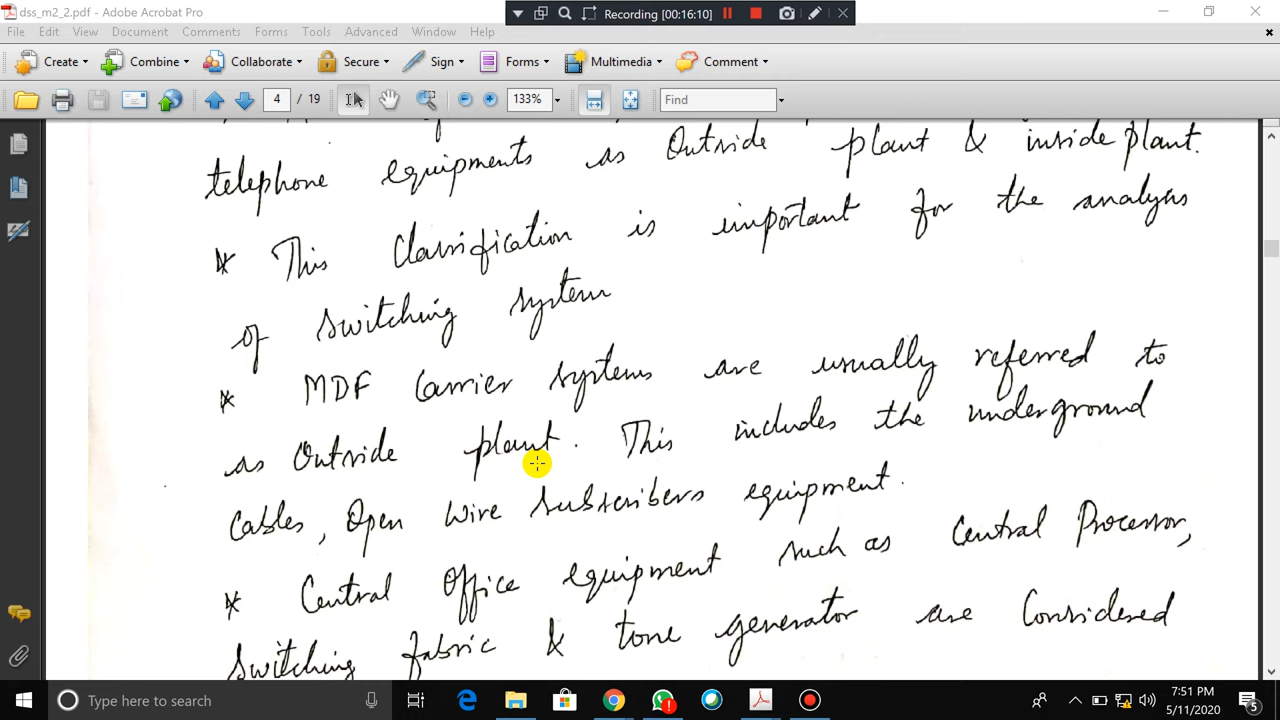 dss_m2_2.pdf - Adobe Acrobat Pro
Recording [00:16:10]
File Edit View Document Comments Forms Tools Advanced Window Help
Create Combine Collaborate Secure Sign Forms Multimedia Comment
4 / 19 133% Find
telephone equipments as Outside plant & inside plant.
* This Classification is important for the analysis
of switching system
* MDF Carrier systems are usually referred to
as Outside plant. This includes the underground
cables, Open wire subscribers equipment.
* Central Office equipment such as Central Processor,
switching fabric & tone generator are Considered
Type here to search
7:51 PM
5/11/2020
5